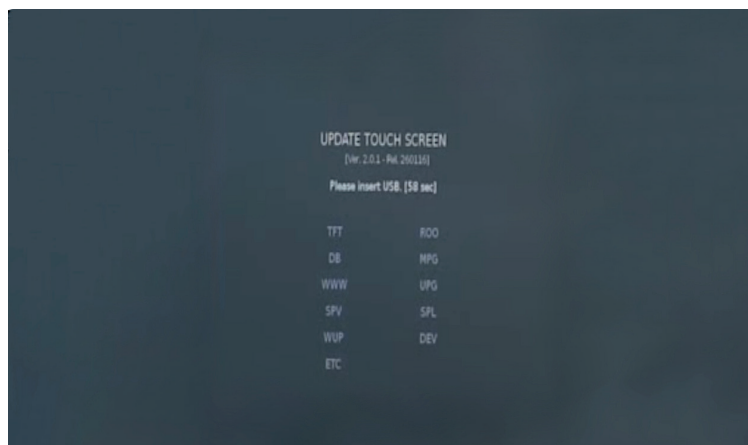 UPDATE TOUCH SCREEN
[Ver. 2.0.1 - Rel. 260116]
Please insert USB. [58 sec]
TFT ROO
DB MPG
WWW UPG
SPV SPL
WUP DEV
ETC